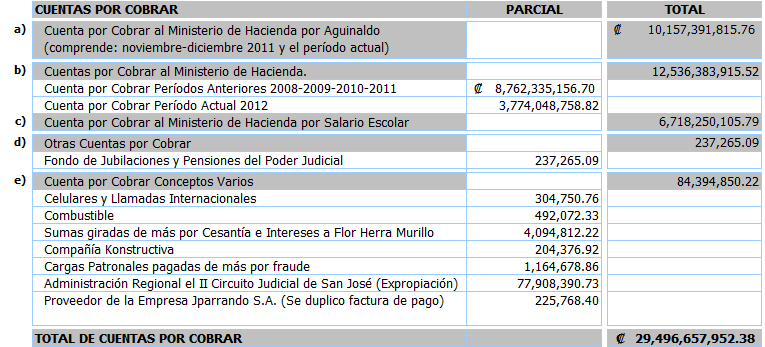 CUENTAS POR COBRAR PARCIAL TOTAL
a) Cuenta por Cobrar al Ministerio de Hacienda por Aguinaldo ₡ 10,157,391,815.76
(comprende: noviembre-diciembre 2011 y el período actual)
b) Cuentas por Cobrar al Ministerio de Hacienda. 12,536,383,915.52
Cuenta por Cobrar Períodos Anteriores 2008-2009-2010-2011 ₡ 8,762,335,156.70
Cuenta por Cobrar Período Actual 2012 3,774,048,758.82
c) Cuenta por Cobrar al Ministerio de Hacienda por Salario Escolar 6,718,250,105.79
d) Otras Cuentas por Cobrar 237,265.09
Fondo de Jubilaciones y Pensiones del Poder Judicial 237,265.09
e) Cuenta por Cobrar Conceptos Varios 84,394,850.22
Celulares y Llamadas Internacionales 304,750.76
Combustible 492,072.33
Sumas giradas de más por Cesantía e Intereses a Flor Herra Murillo 4,094,812.22
Compañía Konstructiva 204,376.92
Cargas Patronales pagadas de más por fraude 1,164,678.86
Administración Regional el II Circuito Judicial de San José (Expropiación) 77,908,390.73
Proveedor de la Empresa Jparrando S.A. (Se duplico factura de pago) 225,768.40
TOTAL DE CUENTAS POR COBRAR ₡ 29,496,657,952.38